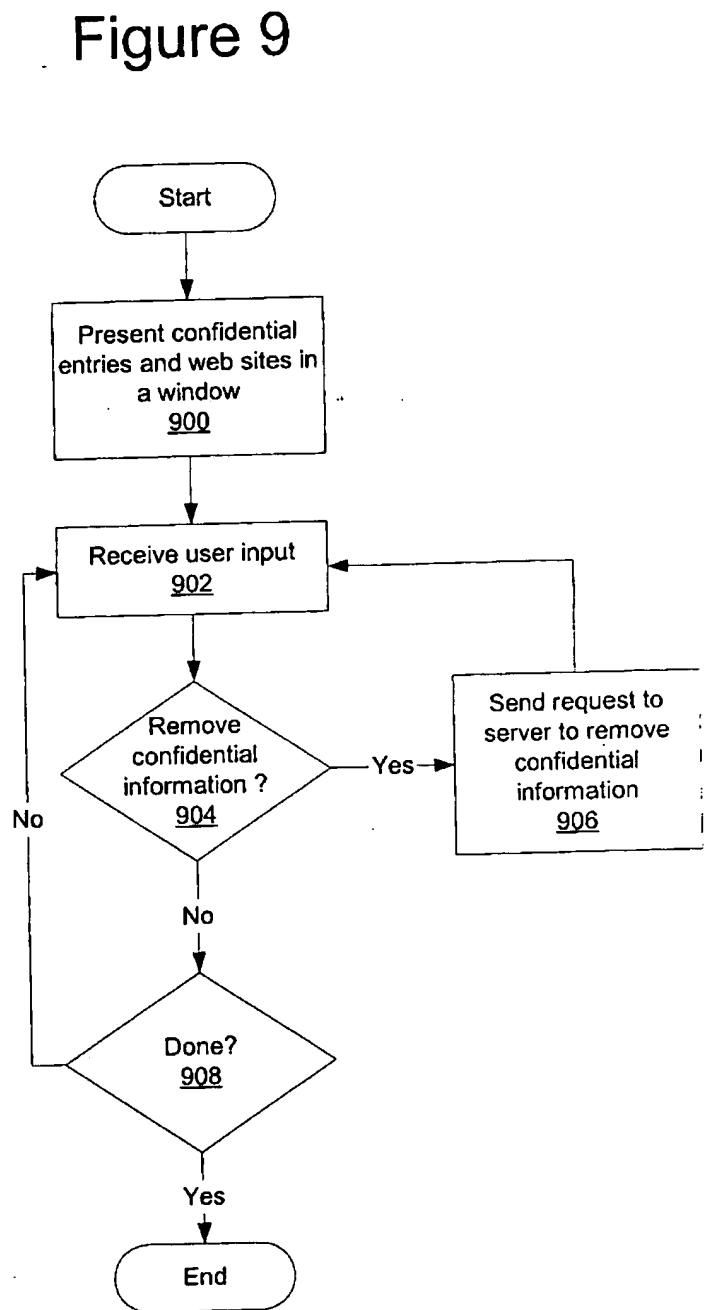 Figure 9
Start
Present confidential
entries and web sites in
a window
900
Receive user input
902
Remove
confidential
information ?
904
Yes
Send request to
server to remove
confidential
information
906
No
No
Done?
908
Yes
End